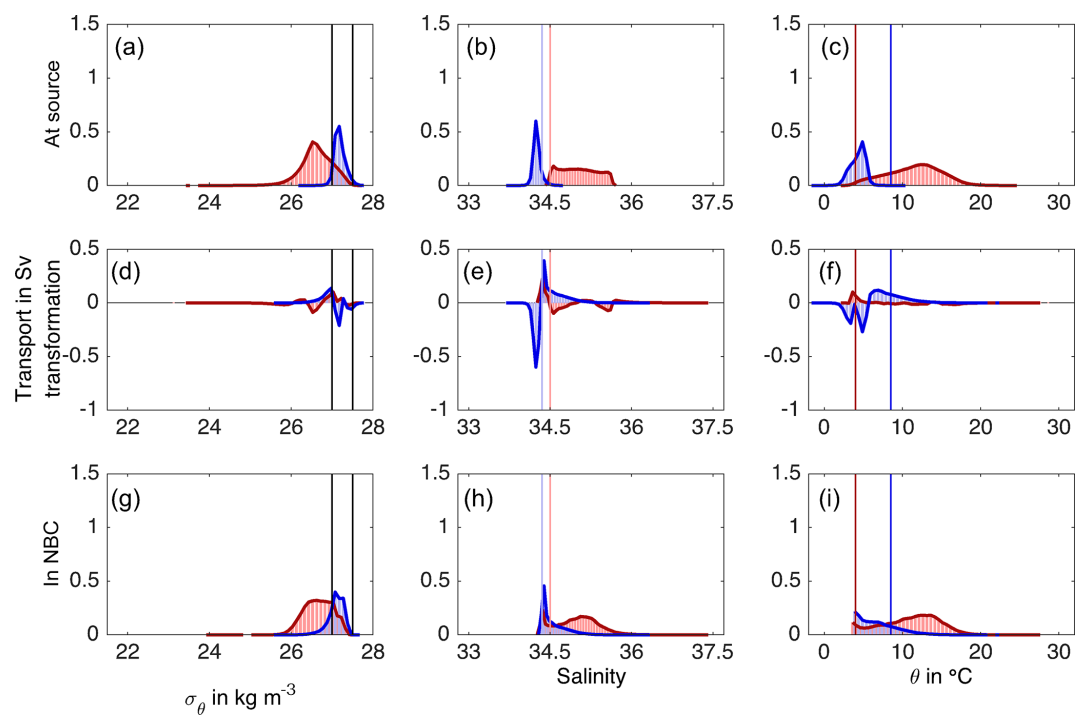 1.5 1.5 1.5
(a) (b) (c)
1 1 1
At source
0.5 0.5 0.5
0 0 0
22 24 26 28 33 34.5 36 37.5 0 10 20 30
0.5 0.5 0.5
(d) (e) (f)
0 0 0
Transport in Sv
transformation
-0.5 -0.5 -0.5
-1 -1 -1
22 24 26 28 33 34.5 36 37.5 0 10 20 30
1.5 1.5 1.5
(g) (h) (i)
1 1 1
In NBC
0.5 0.5 0.5
0 0 0
22 24 26 28 33 34.5 36 37.5 0 10 20 30
σθ in kg m-3 Salinity θ in °C